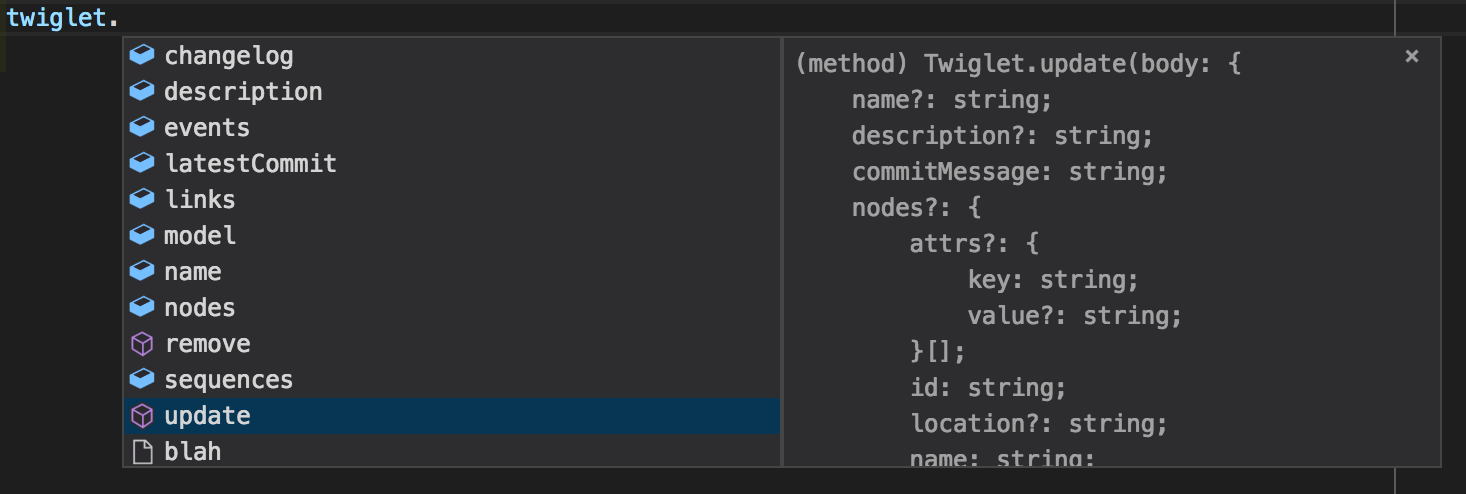 twiglet.
changelog
description
events
latestCommit
links
model
name
nodes
remove
sequences
update
blah
(method) Twiglet.update(body: {
name?: string;
description?: string;
commitMessage: string;
nodes?: {
attrs?: {
key: string;
value?: string;
}[];
id: string;
location?: string;
name: string;